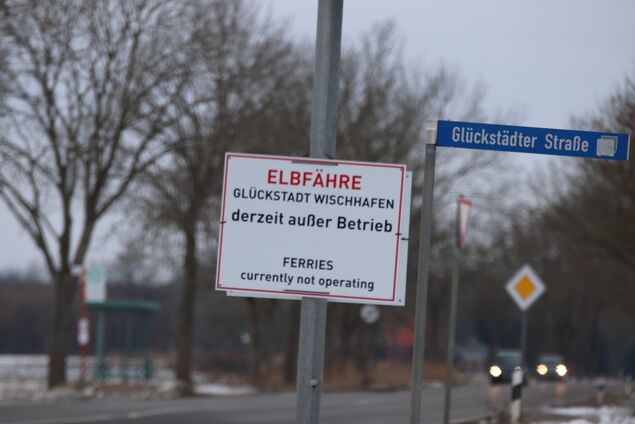 Glückstädter Straße
ELBFÄHRE
GLÜCKSTADT WISCHHAFEN
derzeit außer Betrieb
FERRIES
currently not operating